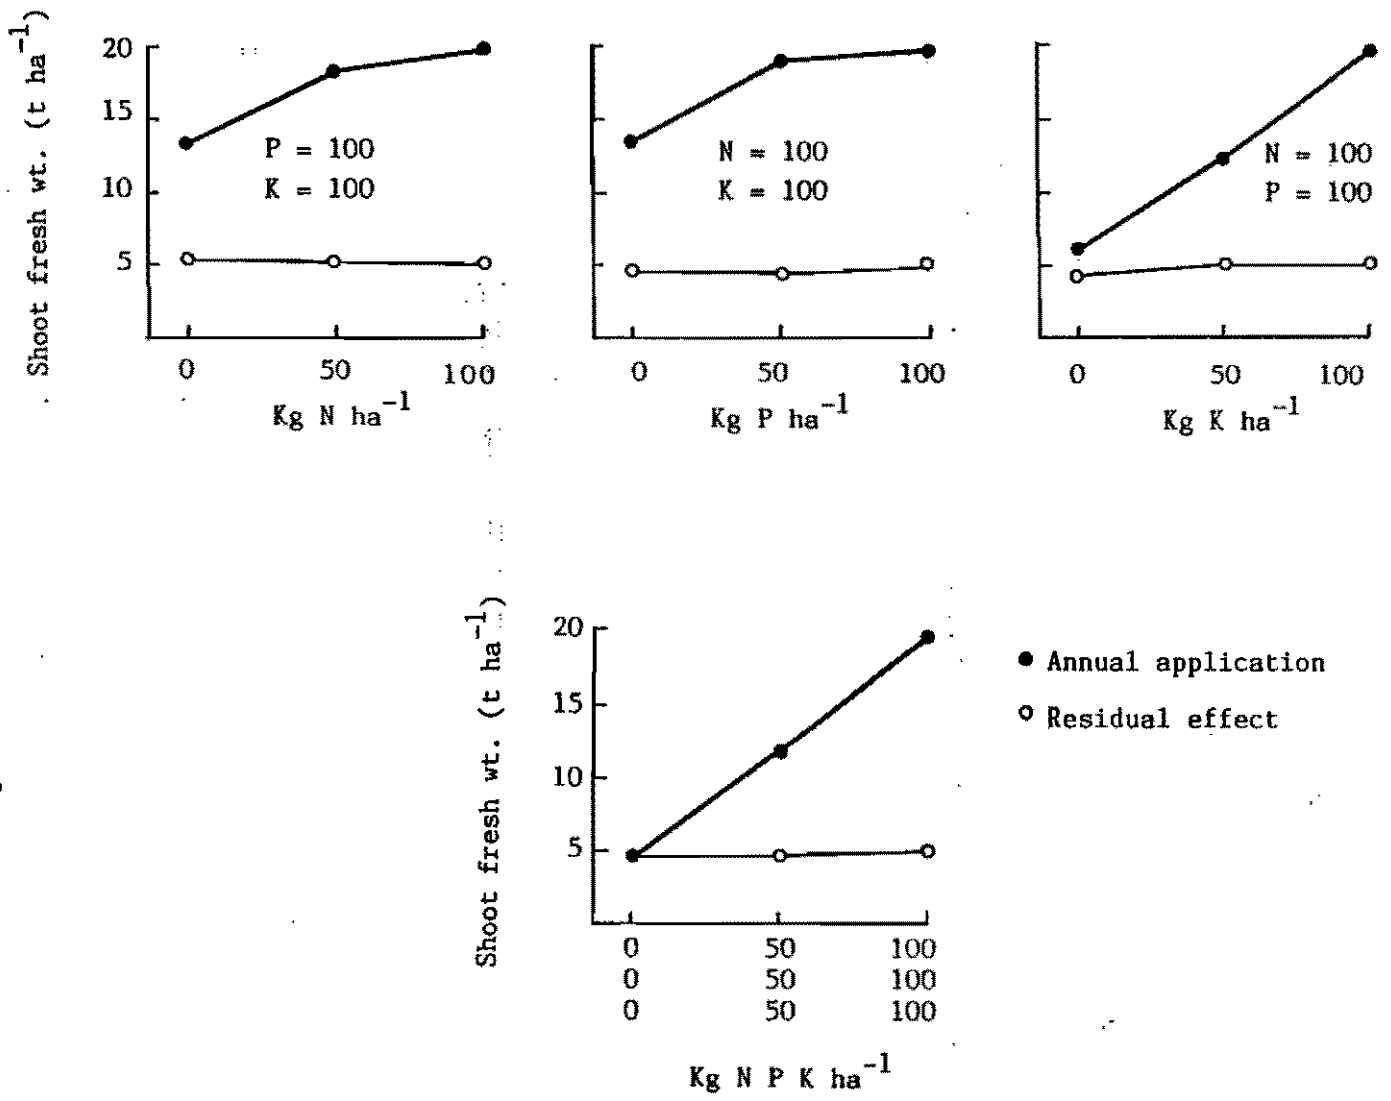 Shoot fresh wt. (t ha⁻¹)
20
15
10
5
P = 100
K = 100
0 50 100
Kg N ha⁻¹
N = 100
K = 100
0 50 100
Kg P ha⁻¹
N = 100
P = 100
0 50 100
Kg K ha⁻¹
Shoot fresh wt. (t ha⁻¹)
20
15
10
5
0 50 100
0 50 100
0 50 100
Kg N P K ha⁻¹
Annual application
Residual effect